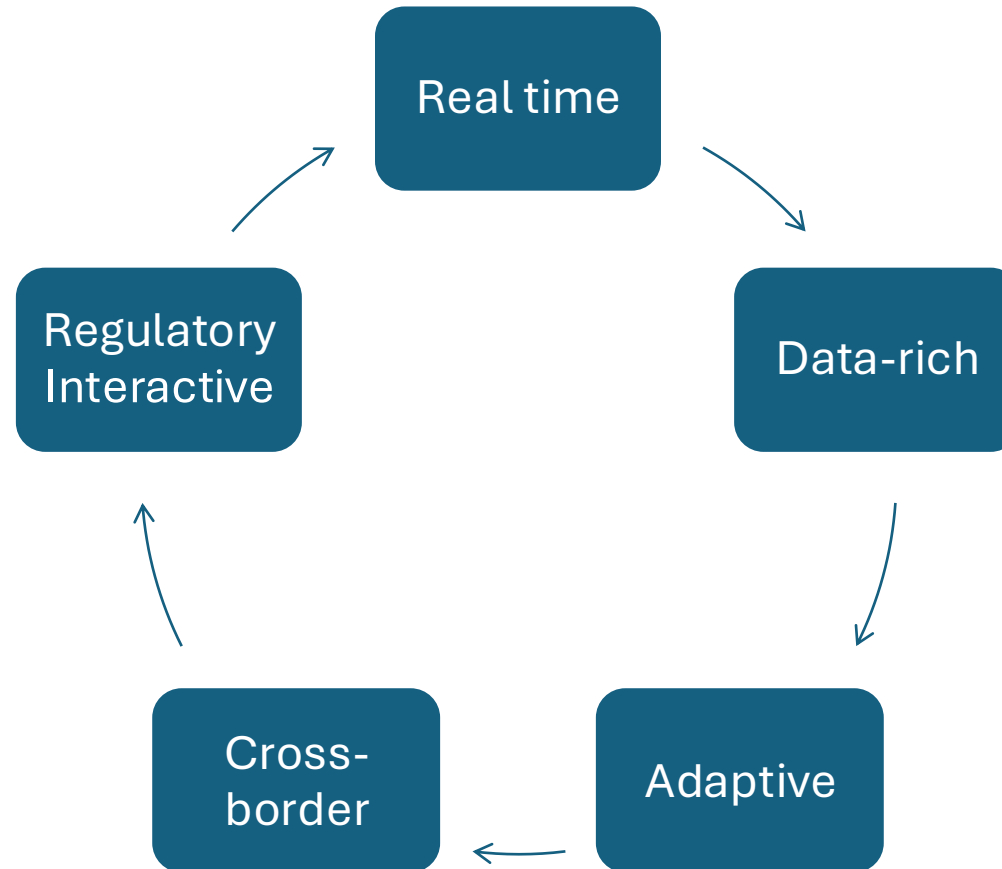 Real time
Data-rich
Adaptive
Cross-
border
Regulatory
Interactive